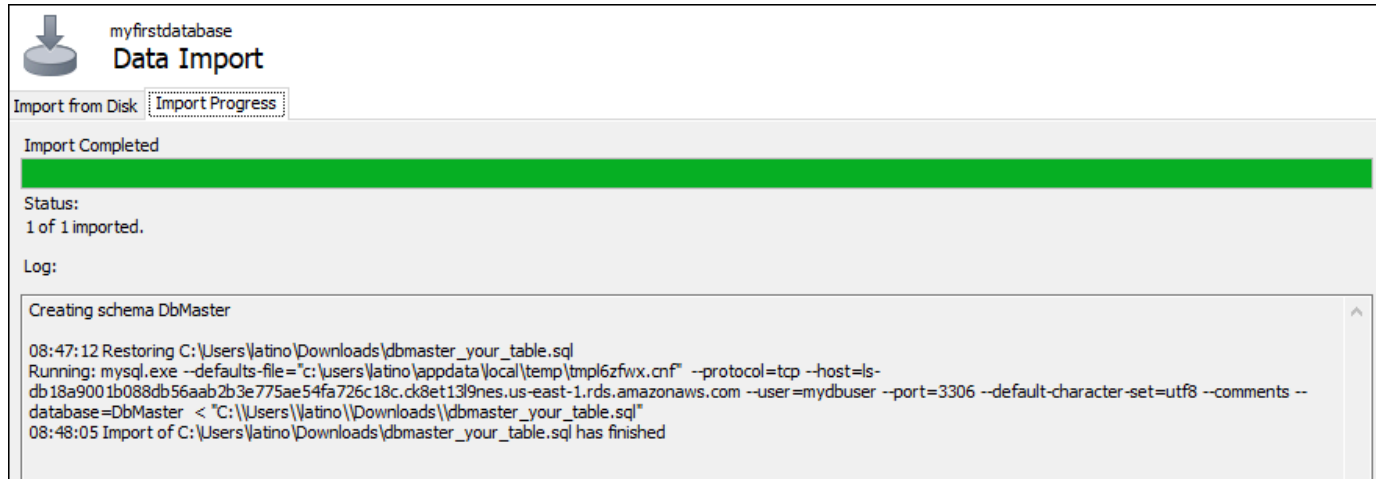 myfirstdatabase
Data Import
Import from Disk Import Progress
Import Completed
Status:
1 of 1 imported.
Log:
Creating schema DbMaster
08:47:12 Restoring C:\Users\latino\Downloads\dbmaster_your_table.sql
Running: mysql.exe --defaults-file="c:\users\latino\appdata\local\temp\tmpl6zfwx.cnf" --protocol=tcp --host=ls-
db18a9001b088db56aab2b3e775ae54fa726c18c.ck8et13l9nes.us-east-1.rds.amazonaws.com --user=mydbuser --port=3306 --default-character-set=utf8 --comments --
database=DbMaster < "C:\\Users\\latino\\Downloads\\dbmaster_your_table.sql"
08:48:05 Import of C:\Users\latino\Downloads\dbmaster_your_table.sql has finished